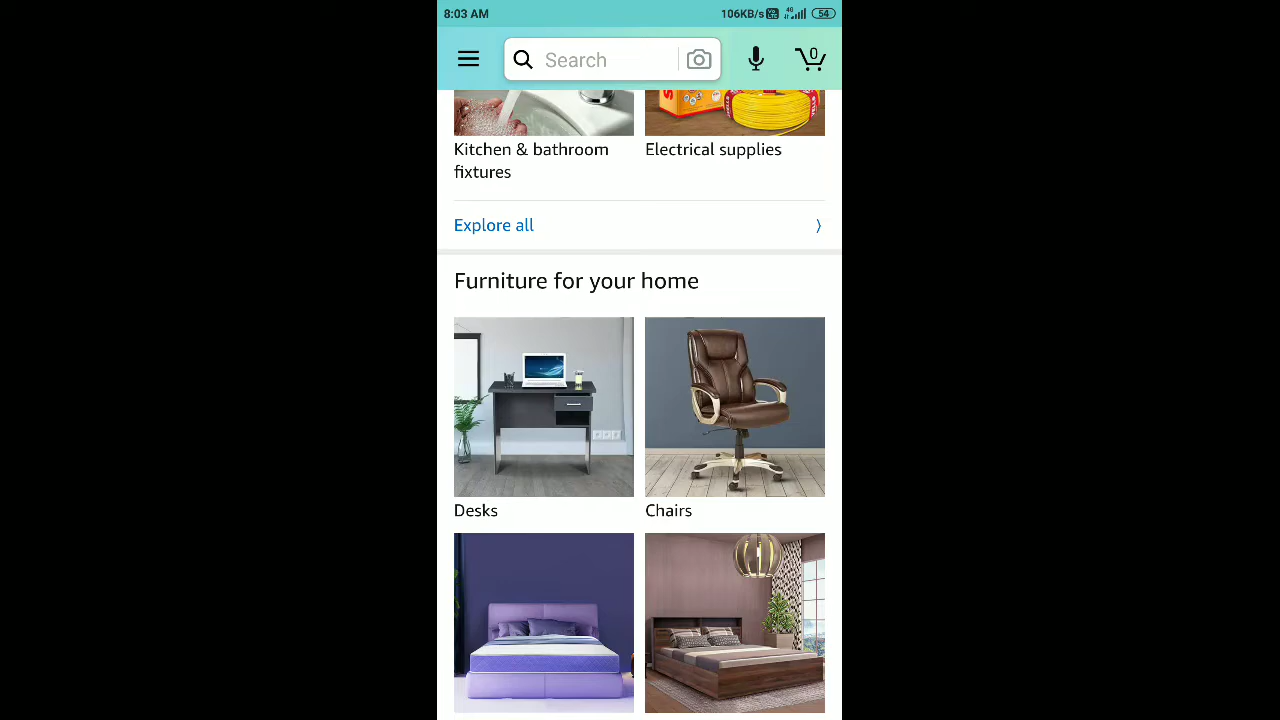 8:03 AM
106KB/s
4G
54
Search
0
Kitchen & bathroom
fixtures
Electrical supplies
Explore all
Furniture for your home
Desks
Chairs